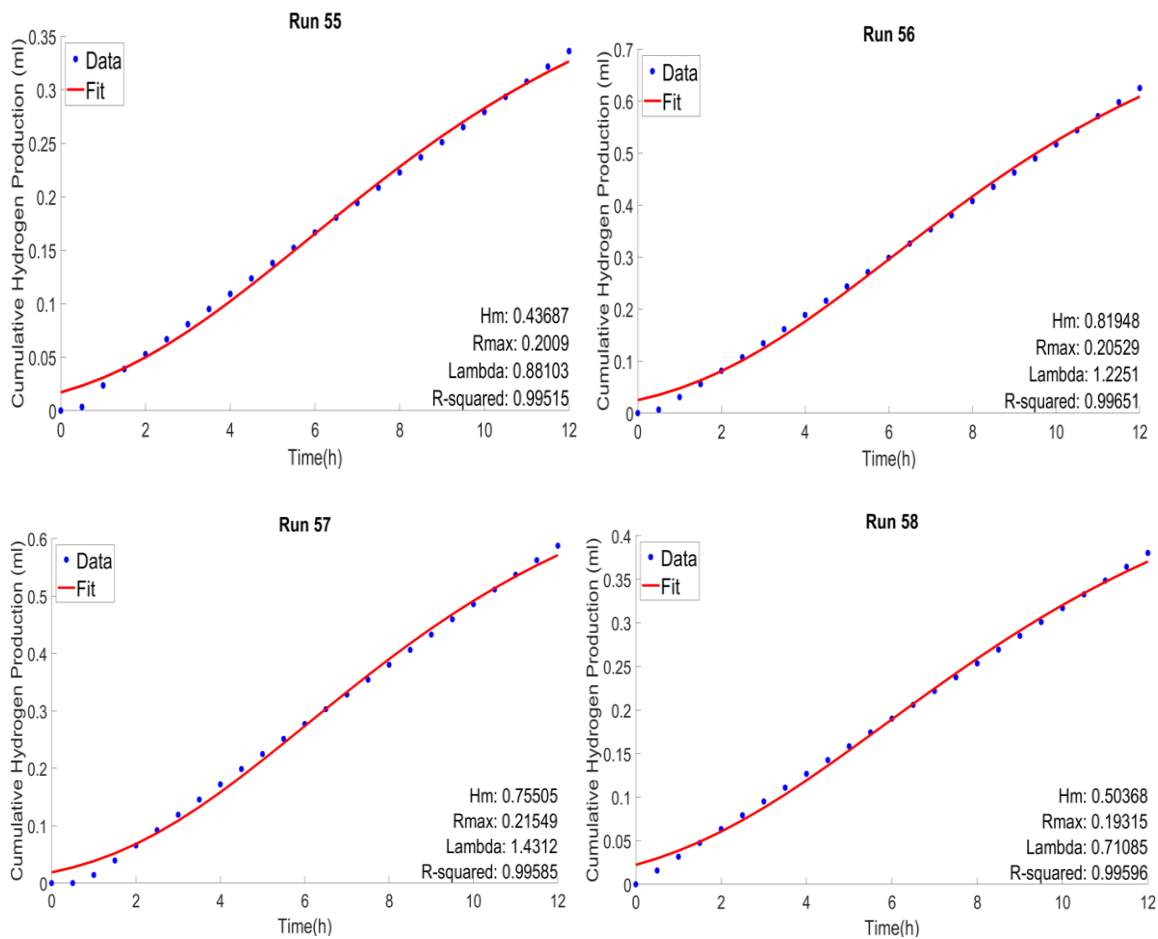 Run 55
Cumulative Hydrogen Production (ml)
0.35
0.3
0.25
0.2
0.15
0.1
0.05
0
Data
Fit
Hm: 0.43687
Rmax: 0.2009
Lambda: 0.88103
R-squared: 0.99515
0 2 4 6 8 10 12
Time(h)
Run 56
Cumulative Hydrogen Production (ml)
0.7
0.6
0.5
0.4
0.3
0.2
0.1
0
Data
Fit
Hm: 0.81948
Rmax: 0.20529
Lambda: 1.2251
R-squared: 0.99651
0 2 4 6 8 10 12
Time(h)
Run 57
Cumulative Hydrogen Production (ml)
0.6
0.5
0.4
0.3
0.2
0.1
0
Data
Fit
Hm: 0.75505
Rmax: 0.21549
Lambda: 1.4312
R-squared: 0.99585
0 2 4 6 8 10 12
Time(h)
Run 58
Cumulative Hydrogen Production (ml)
0.4
0.35
0.3
0.25
0.2
0.15
0.1
0.05
0
Data
Fit
Hm: 0.50368
Rmax: 0.19315
Lambda: 0.71085
R-squared: 0.99596
0 2 4 6 8 10 12
Time(h)